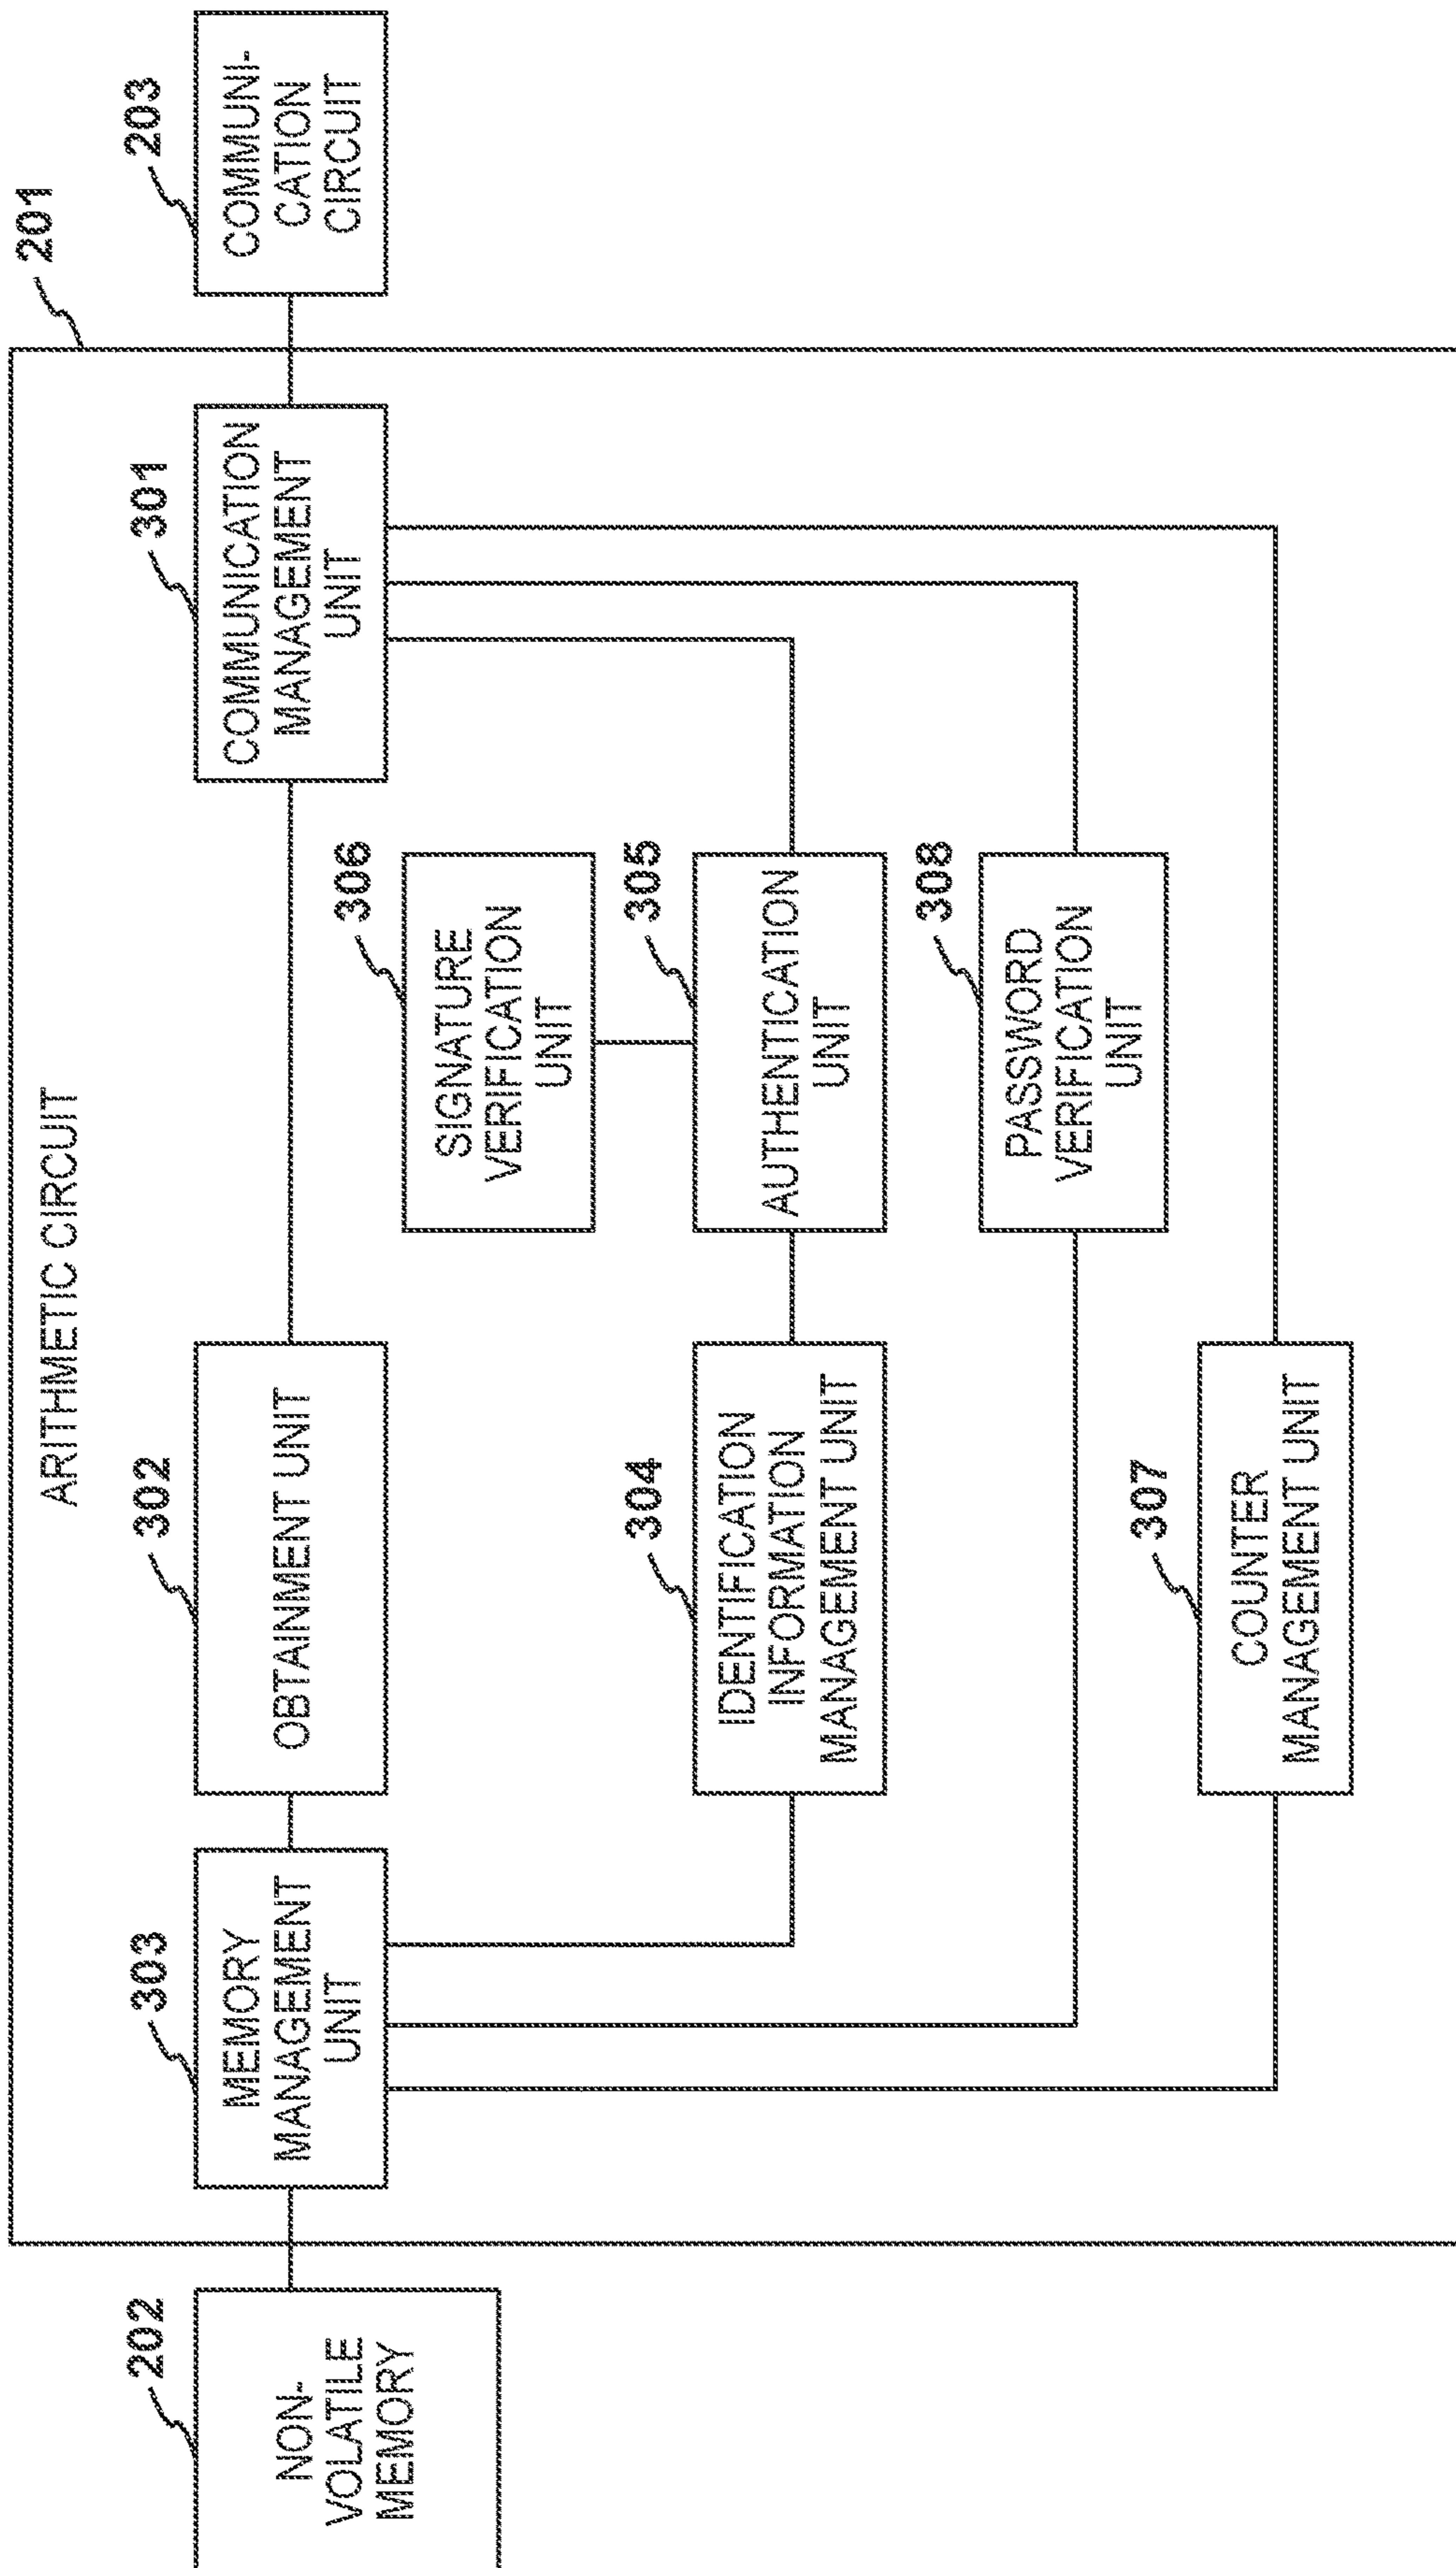 201
ARITHMETIC CIRCUIT
202
NON-
VOLATILE
MEMORY
303
MEMORY
MANAGEMENT
UNIT
302
OBTAINMENT UNIT
301
COMMUNICATION
MANAGEMENT
UNIT
203
COMMUNI-
CATION
CIRCUIT
306
SIGNATURE
VERIFICATION
UNIT
304
IDENTIFICATION
INFORMATION
MANAGEMENT UNIT
305
AUTHENTICATION
UNIT
308
PASSWORD
VERIFICATION
UNIT
307
COUNTER
MANAGEMENT UNIT